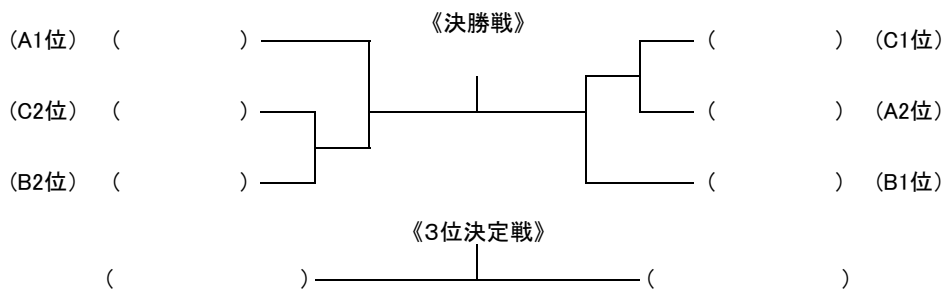 《決勝戦》
(A1位) ( ) ( ) (C1位)
(C2位) ( ) ( ) (A2位)
(B2位) ( ) ( ) (B1位)
《3位決定戦》
( ) ( )